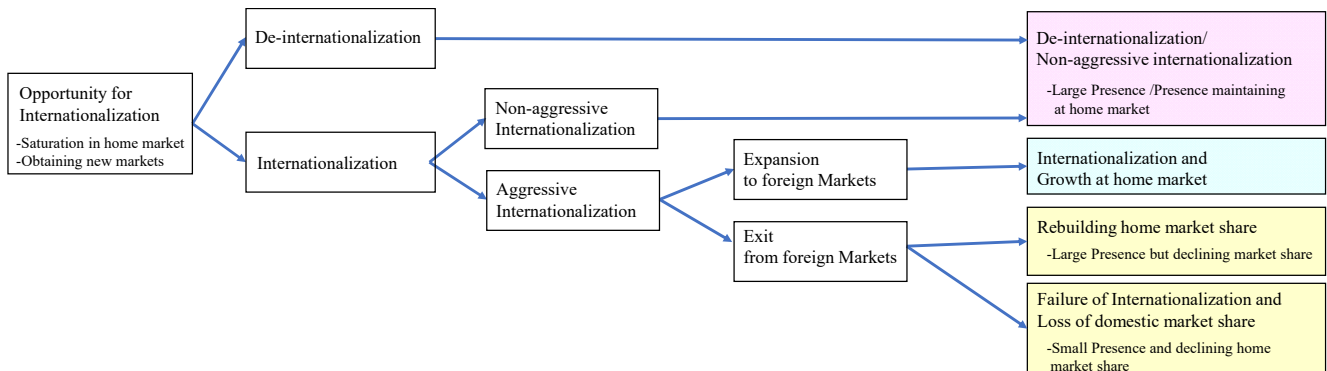 Opportunity for
Internationalization
-Saturation in home market
-Obtaining new markets
De-internationalization
Internationalization
Non-aggressive
Internationalization
Aggressive
Internationalization
Expansion
to foreign Markets
Exit
from foreign Markets
De-internationalization/
Non-aggressive internationalization
-Large Presence /Presence maintaining
at home market
Internationalization and
Growth at home market
Rebuilding home market share
-Large Presence but declining market share
Failure of Internationalization and
Loss of domestic market share
-Small Presence and declining home
market share